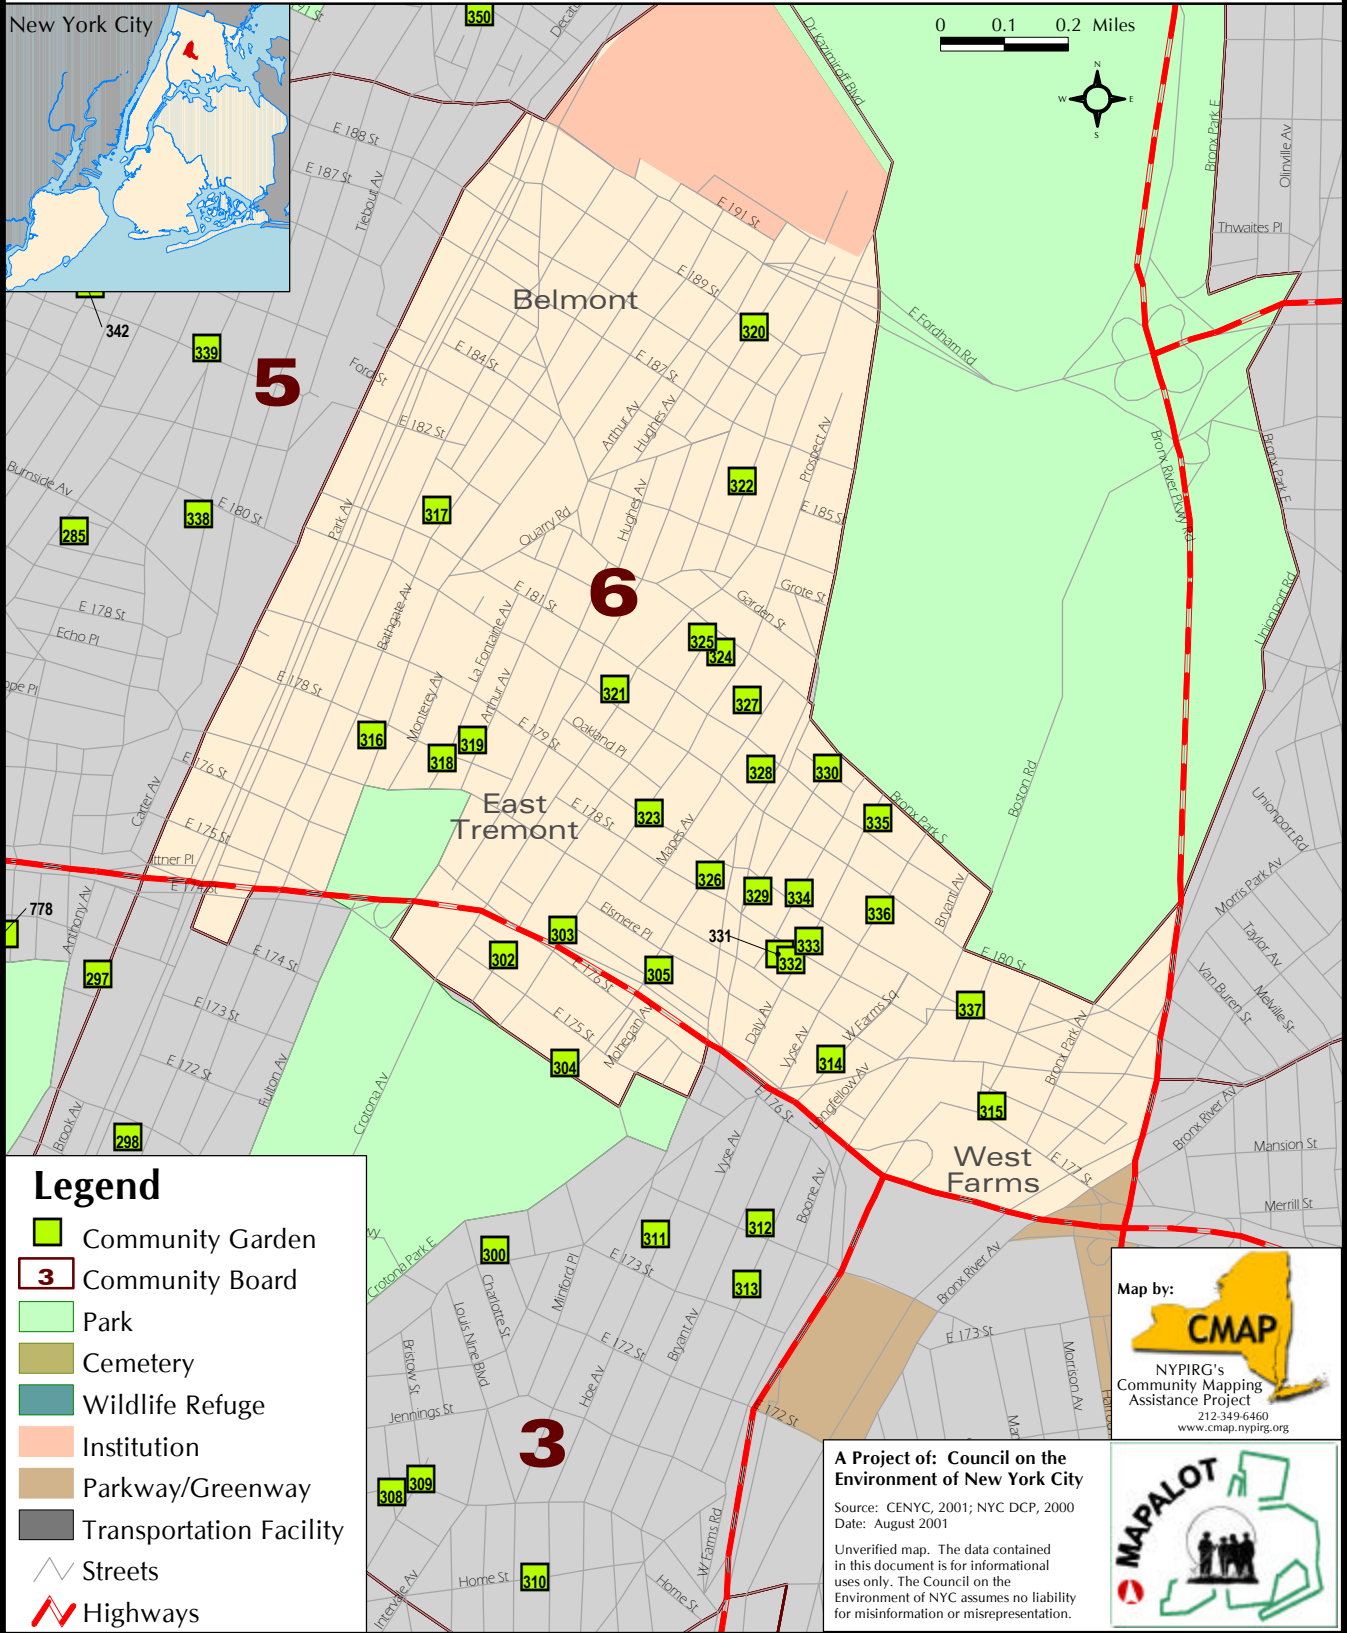 New York City
350
Decatur
0 0.1 0.2 Miles
N
W E
S
Dr Kazimiroff Blvd
Bronx Park E
Olinville Av
Thwaites Pl
E 188 St
E 187 St
Tiebout Av
E 191 St
E 189 St
Belmont
320
E Fordham Rd
342
339
5
Ford St
E 184 St
E 187 St
Arthur Av
Hughes Av
Prospect Av
E 182 St
Bronx River Pkwy Rd
Bronx Park E
Burnside Av
285
338
E 180 St
Park Av
317
Quarry Rd
Hughes Av
322
E 185 St
6
E 178 St
Echo Pl
Bathgate Av
La Fontaine Av
E 181 St
Garden St
Grote St
Unionport Rd
325
324
ope Pl
E 178 St
Monterey Av
Arthur Av
321
327
316
318
319
E 179 St
Oakland Pl
328
330
E 176 St
Carter Av
East
Tremont
E 178 St
323
Mapes Av
335
Bronx Park S
Boston Rd
Unionport Rd
E 175 St
ttner Pl
E 174 St
326
329
334
336
Bryant Av
Morris Park Av
778
Anthony Av
297
E 174 St
302
303
Elsmere Pl
305
331
332
333
E 180 St
Taylor Av
Van Buren St
Melville St
E 176 St
E 173 St
E 175 St
Mohegan Av
Daly Av
Vyse Av
W Farms Sq
337
314
Bronx Park Av
E 172 St
Fulton Av
Crotona Av
304
E 176 St
Longfellow Av
315
Brook Av
298
Bronx River Av
Mansion St
Vyse Av
West
Farms
E 177 St
Merrill St
Boone Av
312
311
300
Crotona Park E
Charlotte St
Minford Pl
E 173 St
313
Bronx River Av
Louis Nine Blvd
E 172 St
Bryant Av
E 173 St
Morrison Av
Bristow St
Hoe Av
Jennings St
E 172 St
3
308
309
W Farms Rd
310
Home St
Home St
Intervale Av
Legend
Community Garden
3 Community Board
Park
Cemetery
Wildlife Refuge
Institution
Parkway/Greenway
Transportation Facility
Streets
Highways
Map by:
CMAP
NYPIRG's
Community Mapping
Assistance Project
212-349-6460
www.cmap.nypirg.org
A Project of: Council on the
Environment of New York City
Source: CENYC, 2001; NYC DCP, 2000
Date: August 2001
Unverified map. The data contained
in this document is for informational
uses only. The Council on the
Environment of NYC assumes no liability
for misinformation or misrepresentation.
MAPALOT